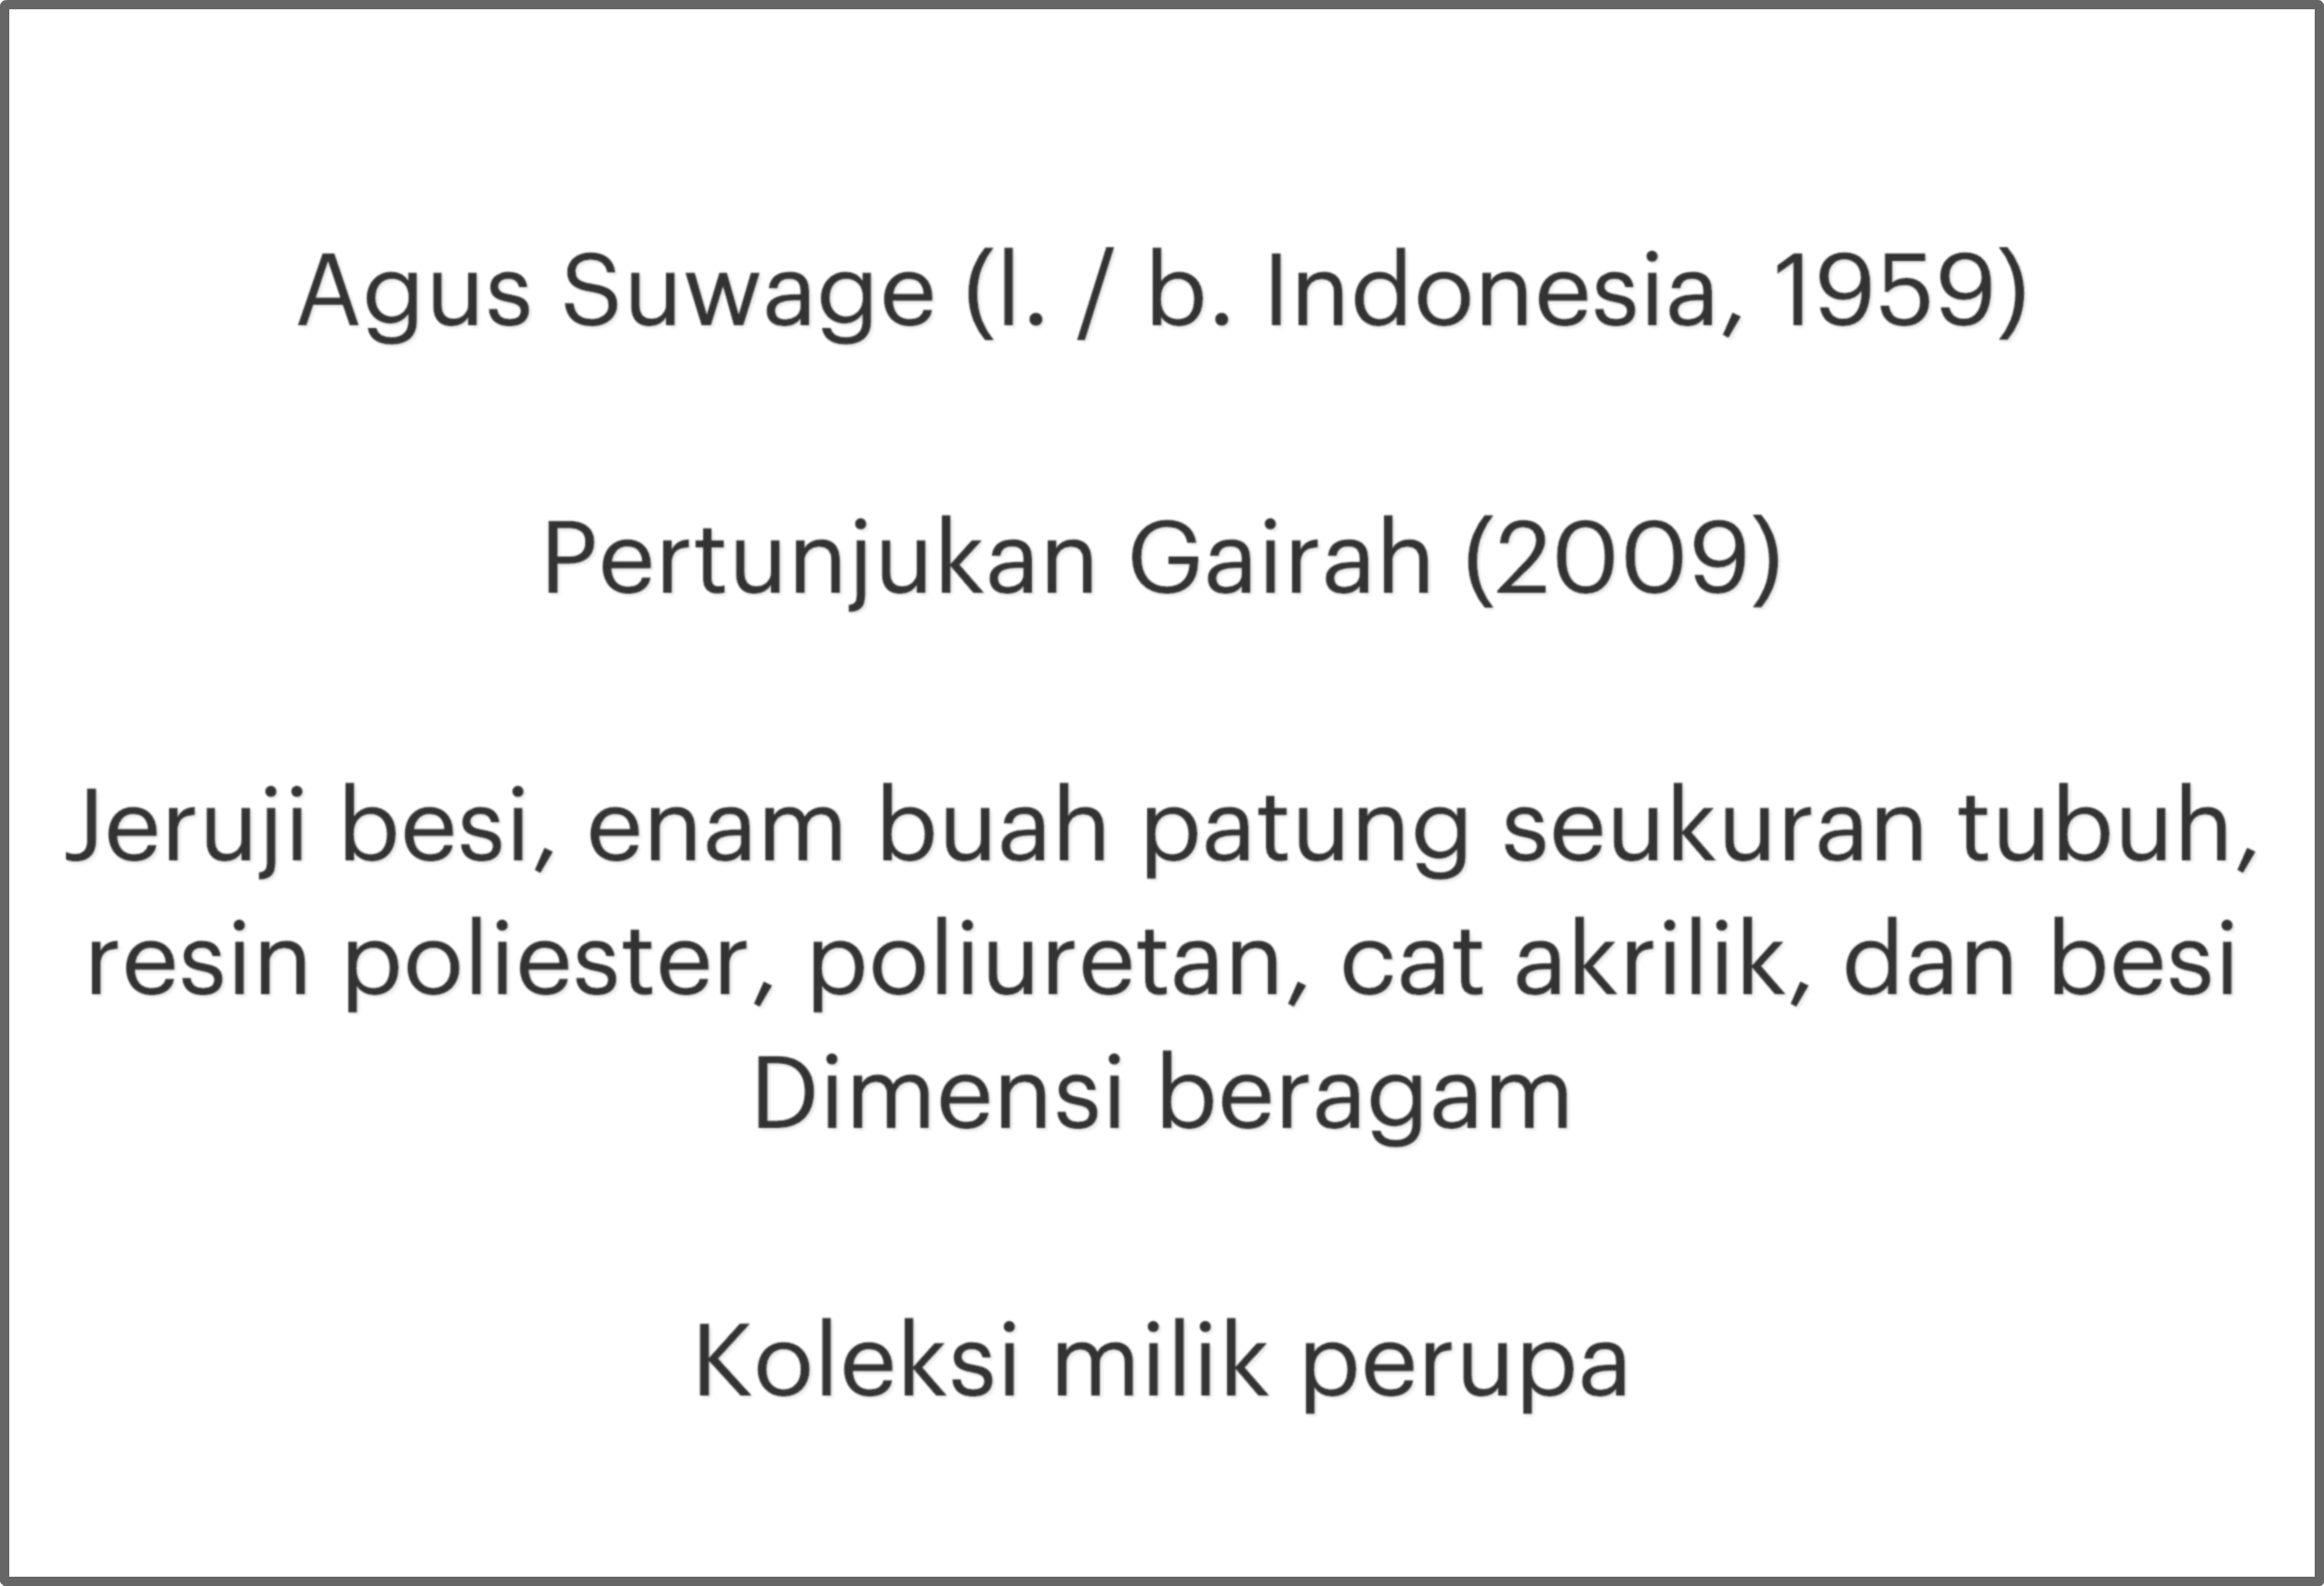 Agus Suwage (l. / b. Indonesia, 1959)
Pertunjukan Gairah (2009)
Jeruji besi, enam buah patung seukuran tubuh,
resin poliester, poliuretan, cat akrilik, dan besi
Dimensi beragam
Koleksi milik perupa